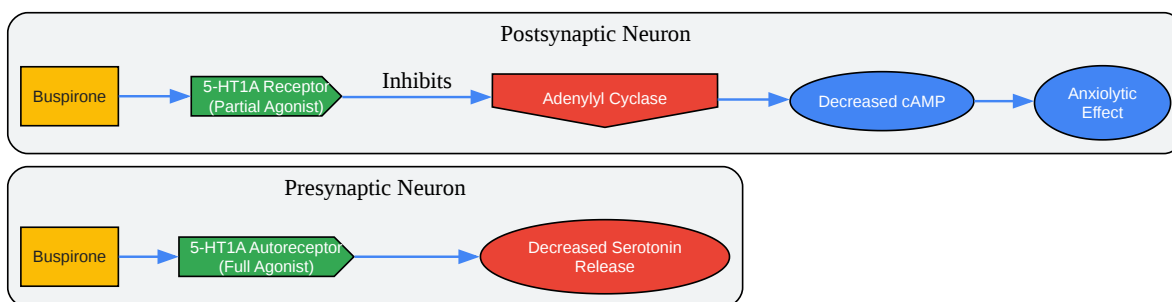 Postsynaptic Neuron
Buspirone
5-HT1A Receptor
(Partial Agonist)
Inhibits
Adenylyl Cyclase
Decreased cAMP
Anxiolytic
Effect
Presynaptic Neuron
Buspirone
5-HT1A Autoreceptor
(Full Agonist)
Decreased Serotonin
Release